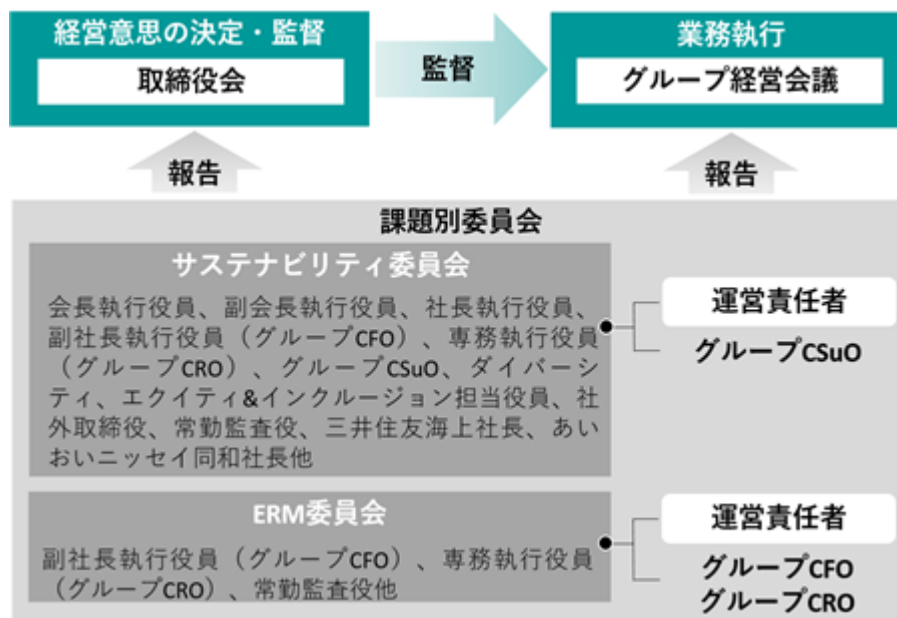 経営意思の決定・監督
取締役会
監督
業務執行
グループ経営会議
報告
報告
課題別委員会
サステナビリティ委員会
会長執行役員、副会長執行役員、社長執行役員、
副社長執行役員（グループCFO）、専務執行役員
（グループCRO）、グループCSuO、ダイバーシ
ティ、エクイティ&インクルージョン担当役員、社
外取締役、常勤監査役、三井住友海上社長、あい
おいニッセイ同和社長他
運営責任者
グループCSuO
ERM委員会
副社長執行役員（グループCFO）、専務執行役員
（グループCRO）、常勤監査役他
運営責任者
グループCFO
グループCRO